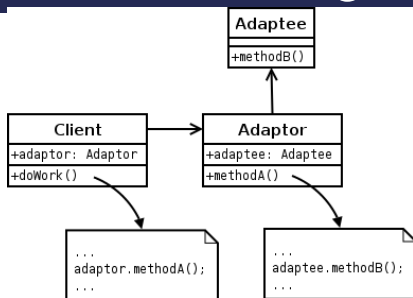 Adaptee
+methodB()
Client
+adaptor: Adaptor
+doWork()
Adaptor
+adaptee: Adaptee
+methodA()
...
adaptor.methodA();
...
...
adaptee.methodB();
...